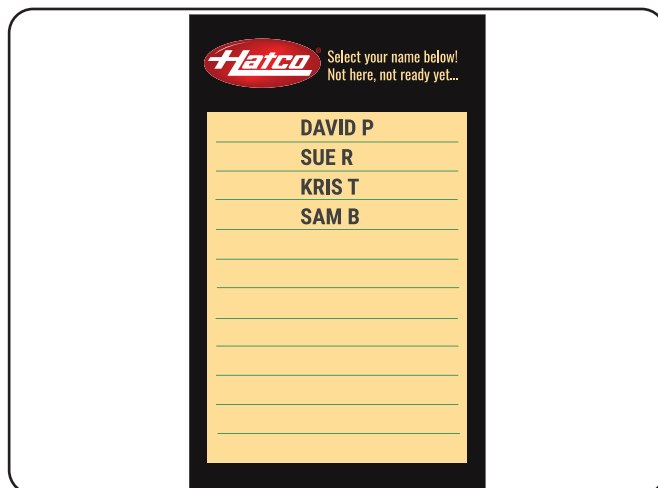 Hatco®
Select your name below!
Not here, not ready yet...
DAVID P
SUE R
KRIS T
SAM B